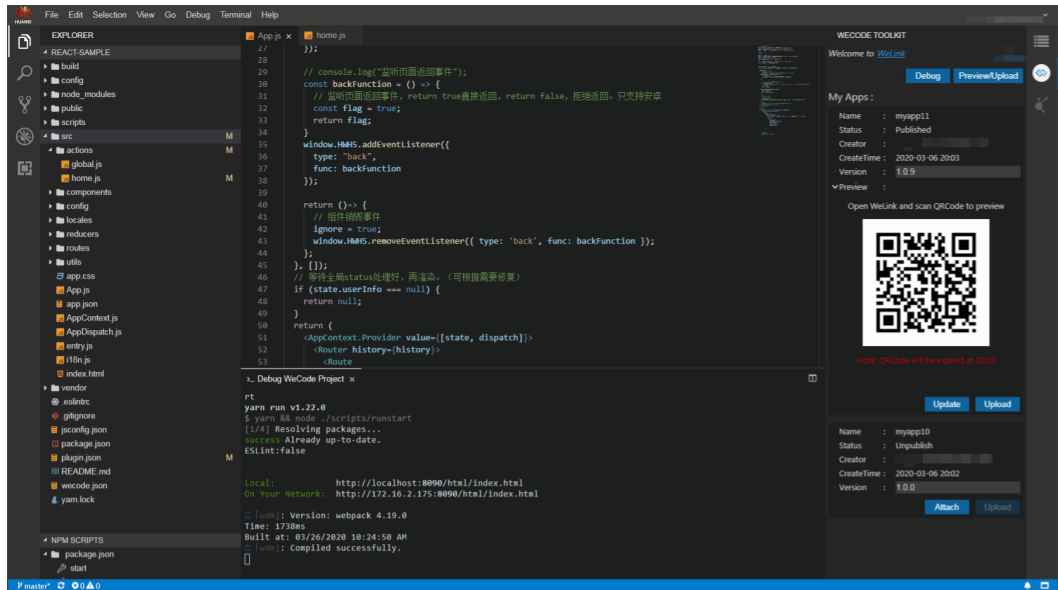 HUAWEI File Edit Selection View Go Debug Terminal Help
EXPLORER
REACT-SAMPLE
build
config
node_modules
public
scripts
src M
actions M
global.js
home.js M
components
config
locales
reducers
routes
utils
app.css
App.js
app.json
AppContext.js
AppDispatch.js
entry.js
i18n.js
index.html
vendor
.eslintrc
.gitignore
jsconfig.json
package.json
plugin.json M
README.md
wecode.json
yarn.lock
NPM SCRIPTS
package.json
start
App.js × home.js
27 });
28
29 // console.log("监听页面返回事件");
30 const backFunction = () => {
31 // 监听页面返回事件, return true直接返回, return false, 拒绝返回。只支持安卓
32 const flag = true;
33 return flag;
34 }
35 window.HWH5.addEventListener({
36 type: "back",
37 func: backFunction
38 });
39
40 return ()=> {
41 // 组件销毁事件
42 ignore = true;
43 window.HWH5.removeEventListener({ type: 'back', func: backFunction });
44 };
45 }, []);
46 // 等待全局status处理好, 再渲染。（可根据需要修复）
47 if (state.userInfo === null) {
48 return null;
49 }
50 return (
51 <AppContext.Provider value={[state, dispatch]}>
52 <Router history={history}>
53 <Route
>_ Debug WeCode Project ×
rt
yarn run v1.22.0
$ yarn && node ./scripts/runstart
[1/4] Resolving packages...
success Already up-to-date.
ESLint:false
Local: http://localhost:8090/html/index.html
On Your Network: http://172.16.2.175:8090/html/index.html
｢wdm｣: Version: webpack 4.19.0
Time: 1738ms
Built at: 03/26/2020 10:24:50 AM
｢wdm｣: Compiled successfully.
WECODE TOOLKIT
Welcome to WeLink
Debug Preview/Upload
My Apps :
Name : myapp11
Status : Published
Creator :
CreateTime : 2020-03-06 20:03
Version : 1.0.9
Preview :
Open WeLink and scan QRCode to preview
Note: QRCode will be expired at 2019
Update Upload
Name : myapp10
Status : Unpublish
Creator :
CreateTime : 2020-03-06 20:02
Version : 1.0.0
Attach Upload
master* 0 0